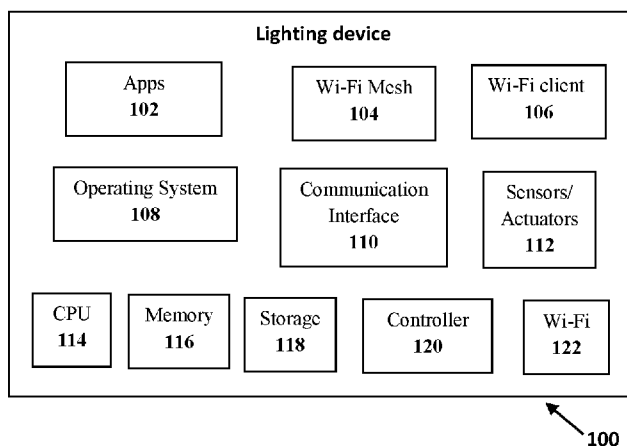 Lighting device
Apps
102
Wi-Fi Mesh
104
Wi-Fi client
106
Operating System
108
Communication
Interface
110
Sensors/
Actuators
112
CPU
114
Memory
116
Storage
118
Controller
120
Wi-Fi
122
100